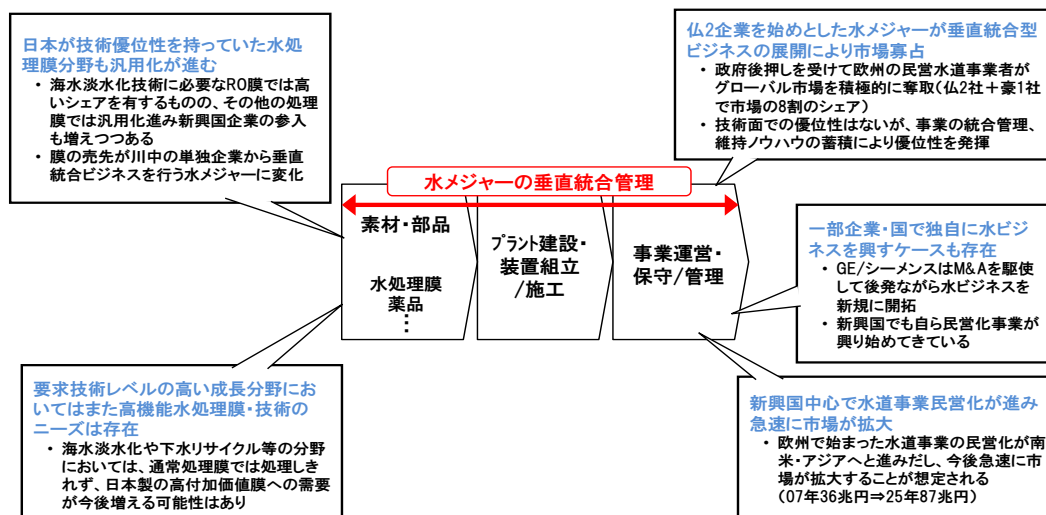 日本が技術優位性を持っていた水処
理膜分野も汎用化が進む
• 海水淡水化技術に必要なRO膜では高
いシェアを有するものの、その他の処理
膜では汎用化進み新興国企業の参入
も増えつつある
• 膜の売先が川中の単独企業から垂直
統合ビジネスを行う水メジャーに変化
仏2企業を始めとした水メジャーが垂直統合型
ビジネスの展開により市場寡占
• 政府後押しを受けて欧州の民営水道事業者が
グローバル市場を積極的に奪取(仏2社+豪1社
で市場の8割のシェア)
• 技術面での優位性はないが、事業の統合管理、
維持ノウハウの蓄積により優位性を発揮
水メジャーの垂直統合管理
素材・部品
水処理膜
薬品
…
プラント建設・
装置組立
/施工
事業運営・
保守/管理
一部企業・国で独自に水ビジ
ネスを興すケースも存在
• GE/シーメンスはM&Aを駆使
して後発ながら水ビジネスを
新規に開拓
• 新興国でも自ら民営化事業が
興り始めてきている
要求技術レベルの高い成長分野にお
いてはまた高機能水処理膜・技術の
ニーズは存在
• 海水淡水化や下水リサイクル等の分野
においては、通常処理膜では処理しき
れず、日本製の高付加価値膜への需要
が今後増える可能性はあり
新興国中心で水道事業民営化が進み
急速に市場が拡大
• 欧州で始まった水道事業の民営化が南
米・アジアへと進みだし、今後急速に市
場が拡大することが想定される
(07年36兆円⇒25年87兆円)